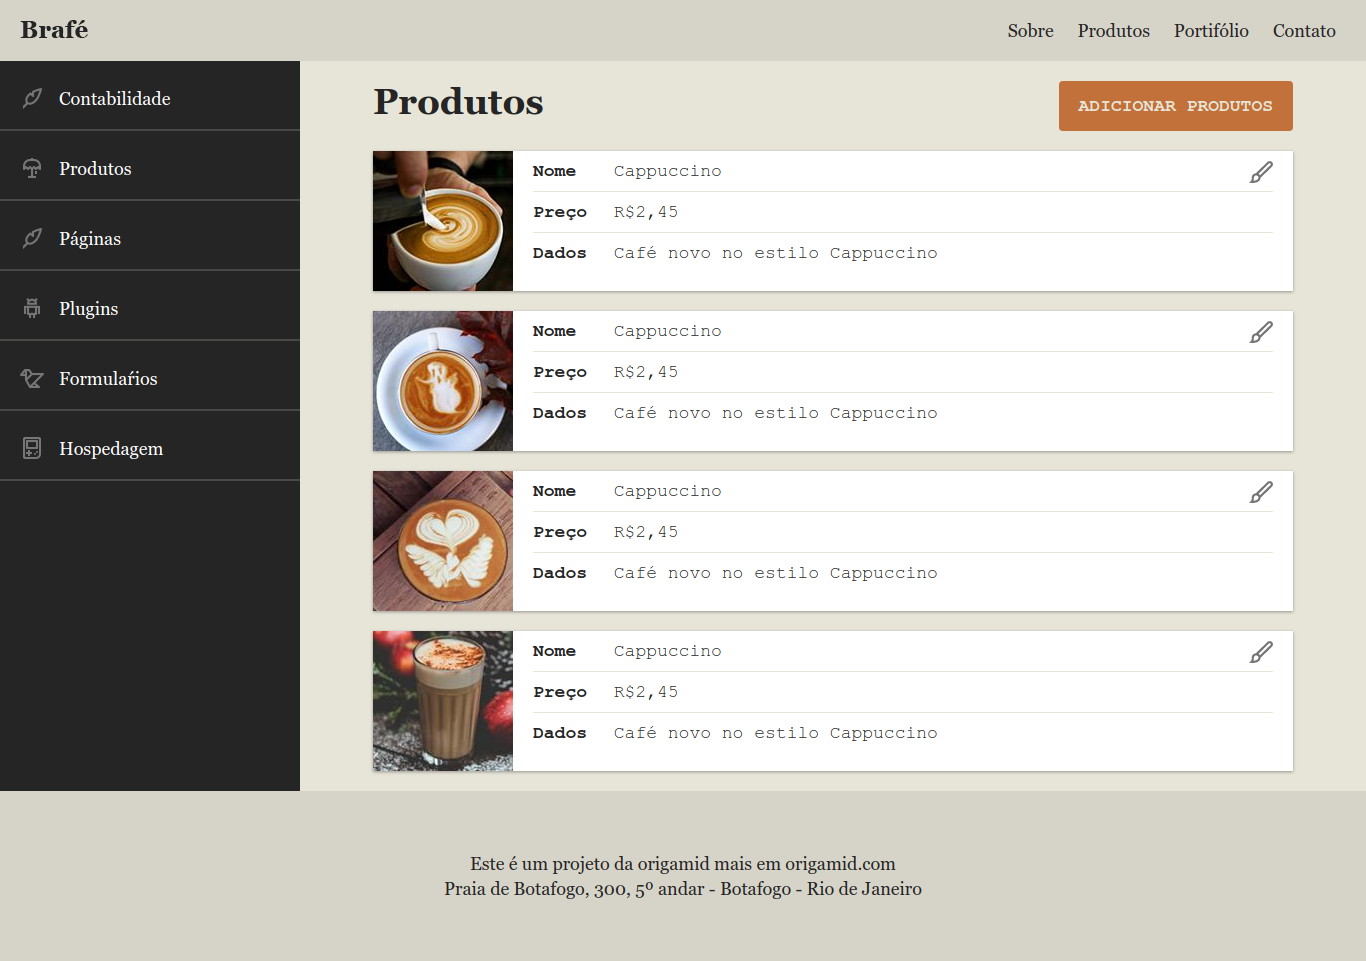 Brafé
Sobre Produtos Portifólio Contato
Contabilidade
Produtos
Páginas
Plugins
Formulaŕios
Hospedagem
Produtos
ADICIONAR PRODUTOS
Nome Cappuccino
Preço R$2,45
Dados Café novo no estilo Cappuccino
Nome Cappuccino
Preço R$2,45
Dados Café novo no estilo Cappuccino
Nome Cappuccino
Preço R$2,45
Dados Café novo no estilo Cappuccino
Nome Cappuccino
Preço R$2,45
Dados Café novo no estilo Cappuccino
Este é um projeto da origamid mais em origamid.com
Praia de Botafogo, 300, 5º andar - Botafogo - Rio de Janeiro